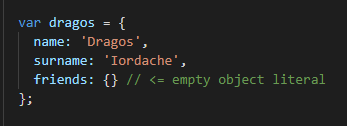 var dragos = {
  name: 'Dragos',
  surname: 'Iordache',
  friends: {} // <= empty object literal
};